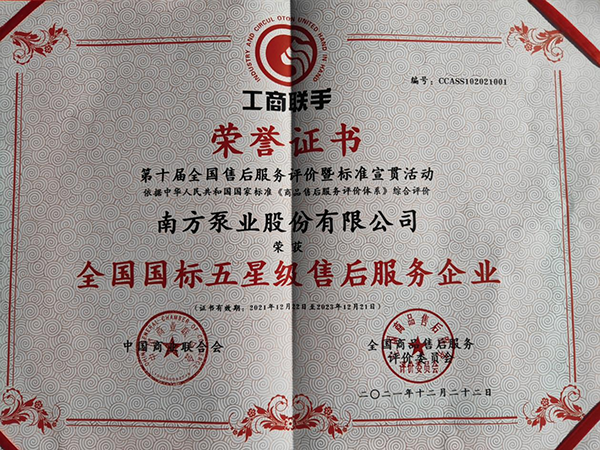 INDUSTRY AND CIRCUL OTON UNITED HAND IN HAND
工商联手
编号：CCASS102021001
荣誉证书
第十届全国售后服务评价暨标准宣贯活动
依据中华人民共和国国家标准《商品售后服务评价体系》综合评价
南方泵业股份有限公司
荣 获
全国国标五星级售后服务企业
（证书有效期：2021年12月22日至2023年12月21日）
中国商业联合会
全国商品售后服务
评价委员会
评价委员会
二〇二一年十二月二十二日